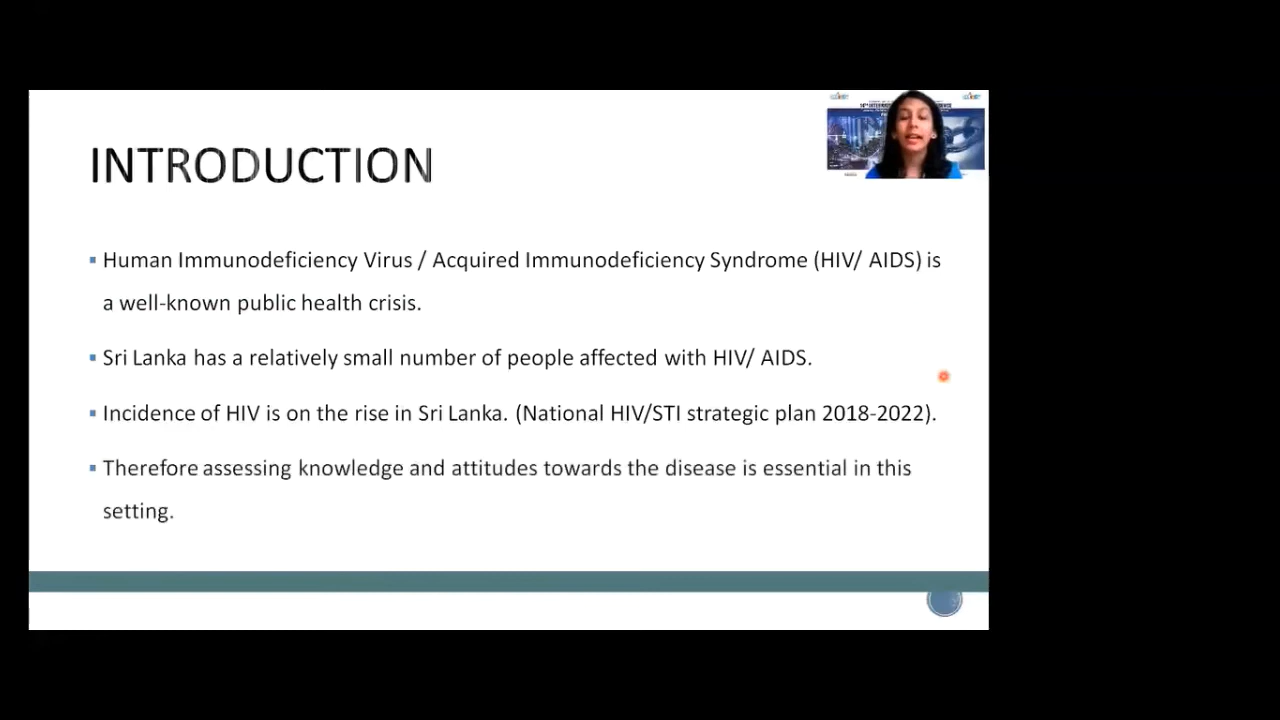 INTRODUCTION
▪ Human Immunodeficiency Virus / Acquired Immunodeficiency Syndrome (HIV/ AIDS) is
a well-known public health crisis.
▪ Sri Lanka has a relatively small number of people affected with HIV/ AIDS.
▪ Incidence of HIV is on the rise in Sri Lanka. (National HIV/STI strategic plan 2018-2022).
▪ Therefore assessing knowledge and attitudes towards the disease is essential in this
setting.